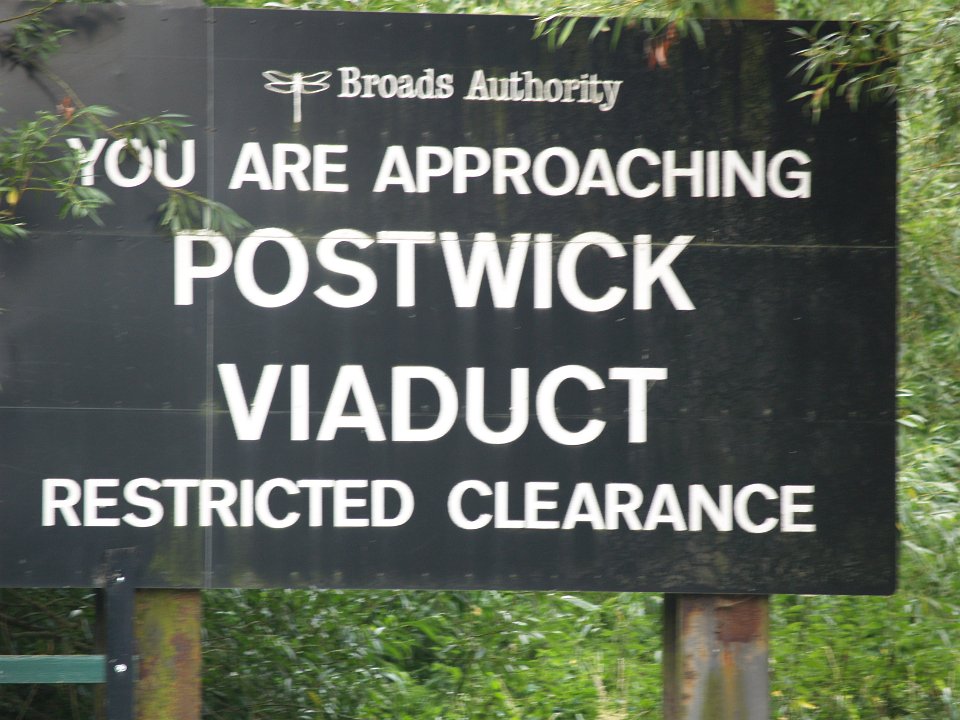 Broads Authority
YOU ARE APPROACHING
POSTWICK
VIADUCT
RESTRICTED CLEARANCE